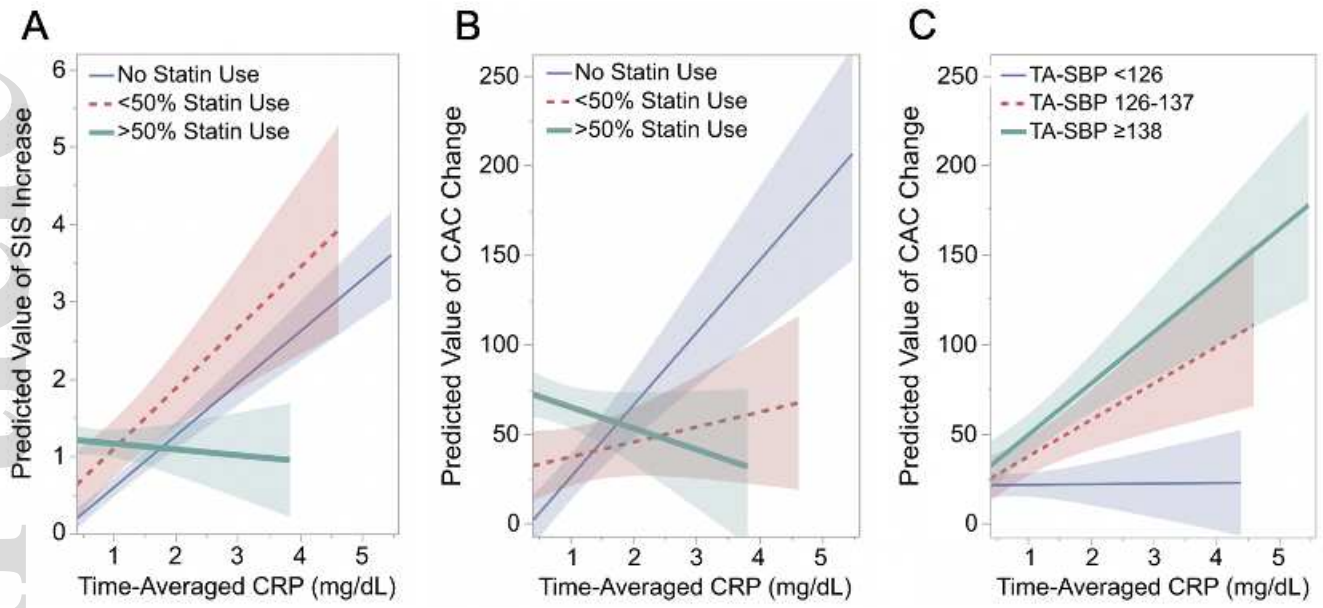 A
Predicted Value of SIS Increase
6
5
4
3
2
1
0
No Statin Use
<50% Statin Use
>50% Statin Use
1 2 3 4 5
Time-Averaged CRP (mg/dL)
B
Predicted Value of CAC Change
250
200
150
100
50
0
No Statin Use
<50% Statin Use
>50% Statin Use
1 2 3 4 5
Time-Averaged CRP (mg/dL)
C
Predicted Value of CAC Change
250
200
150
100
50
0
TA-SBP <126
TA-SBP 126-137
TA-SBP ≥138
1 2 3 4 5
Time-Averaged CRP (mg/dL)